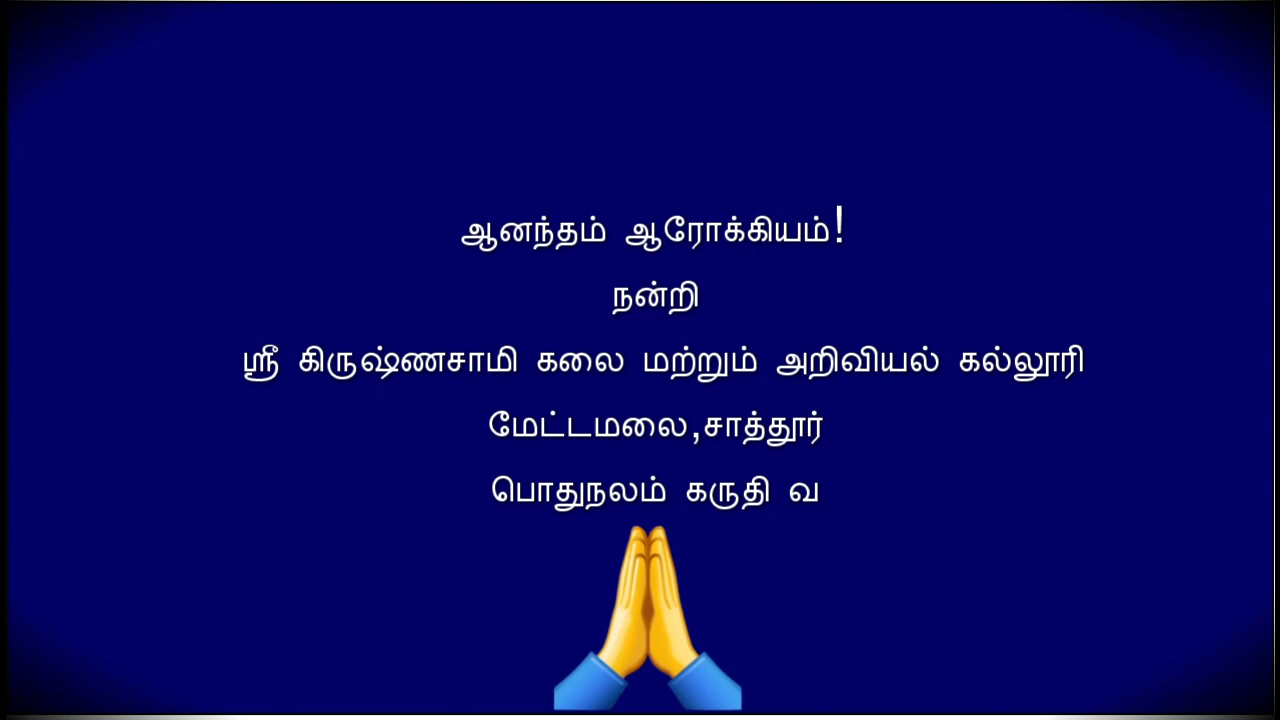 ஆனந்தம் ஆரோக்கியம்!
நன்றி
ஸ்ரீ கிருஷ்ணசாமி கலை மற்றும் அறிவியல் கல்லூரி
மேட்டமலை,சாத்தூர்
பொதுநலம் கருதி வ